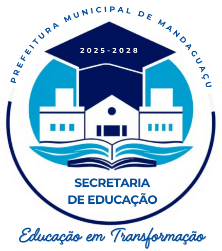 PREFEITURA MUNICIPAL DE MANDAGUAÇU
2025-2028
SECRETARIA
DE EDUCAÇÃO
Educação em Transformação